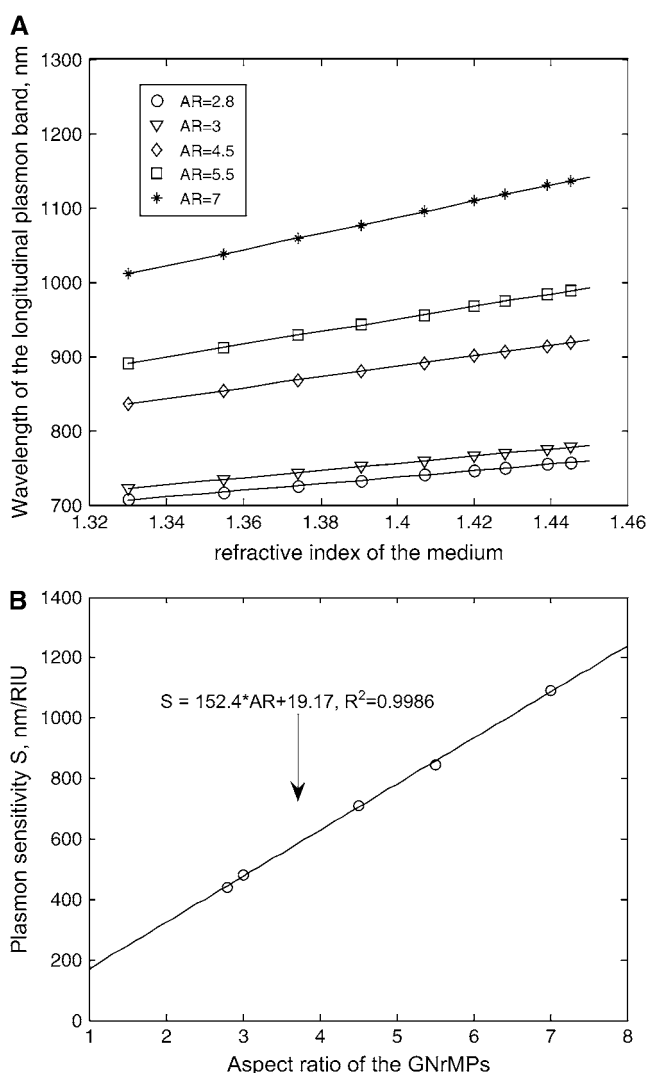 A
Wavelength of the longitudinal plasmon band, nm
1300
1200
1100
1000
900
800
700
AR=2.8
AR=3
AR=4.5
AR=5.5
AR=7
1.32 1.34 1.36 1.38 1.4 1.42 1.44 1.46
refractive index of the medium
B
Plasmon sensitivity S, nm/RIU
1400
1200
1000
800
600
400
200
0
S = 152.4*AR+19.17, R²=0.9986
1 2 3 4 5 6 7 8
Aspect ratio of the GNrMPs